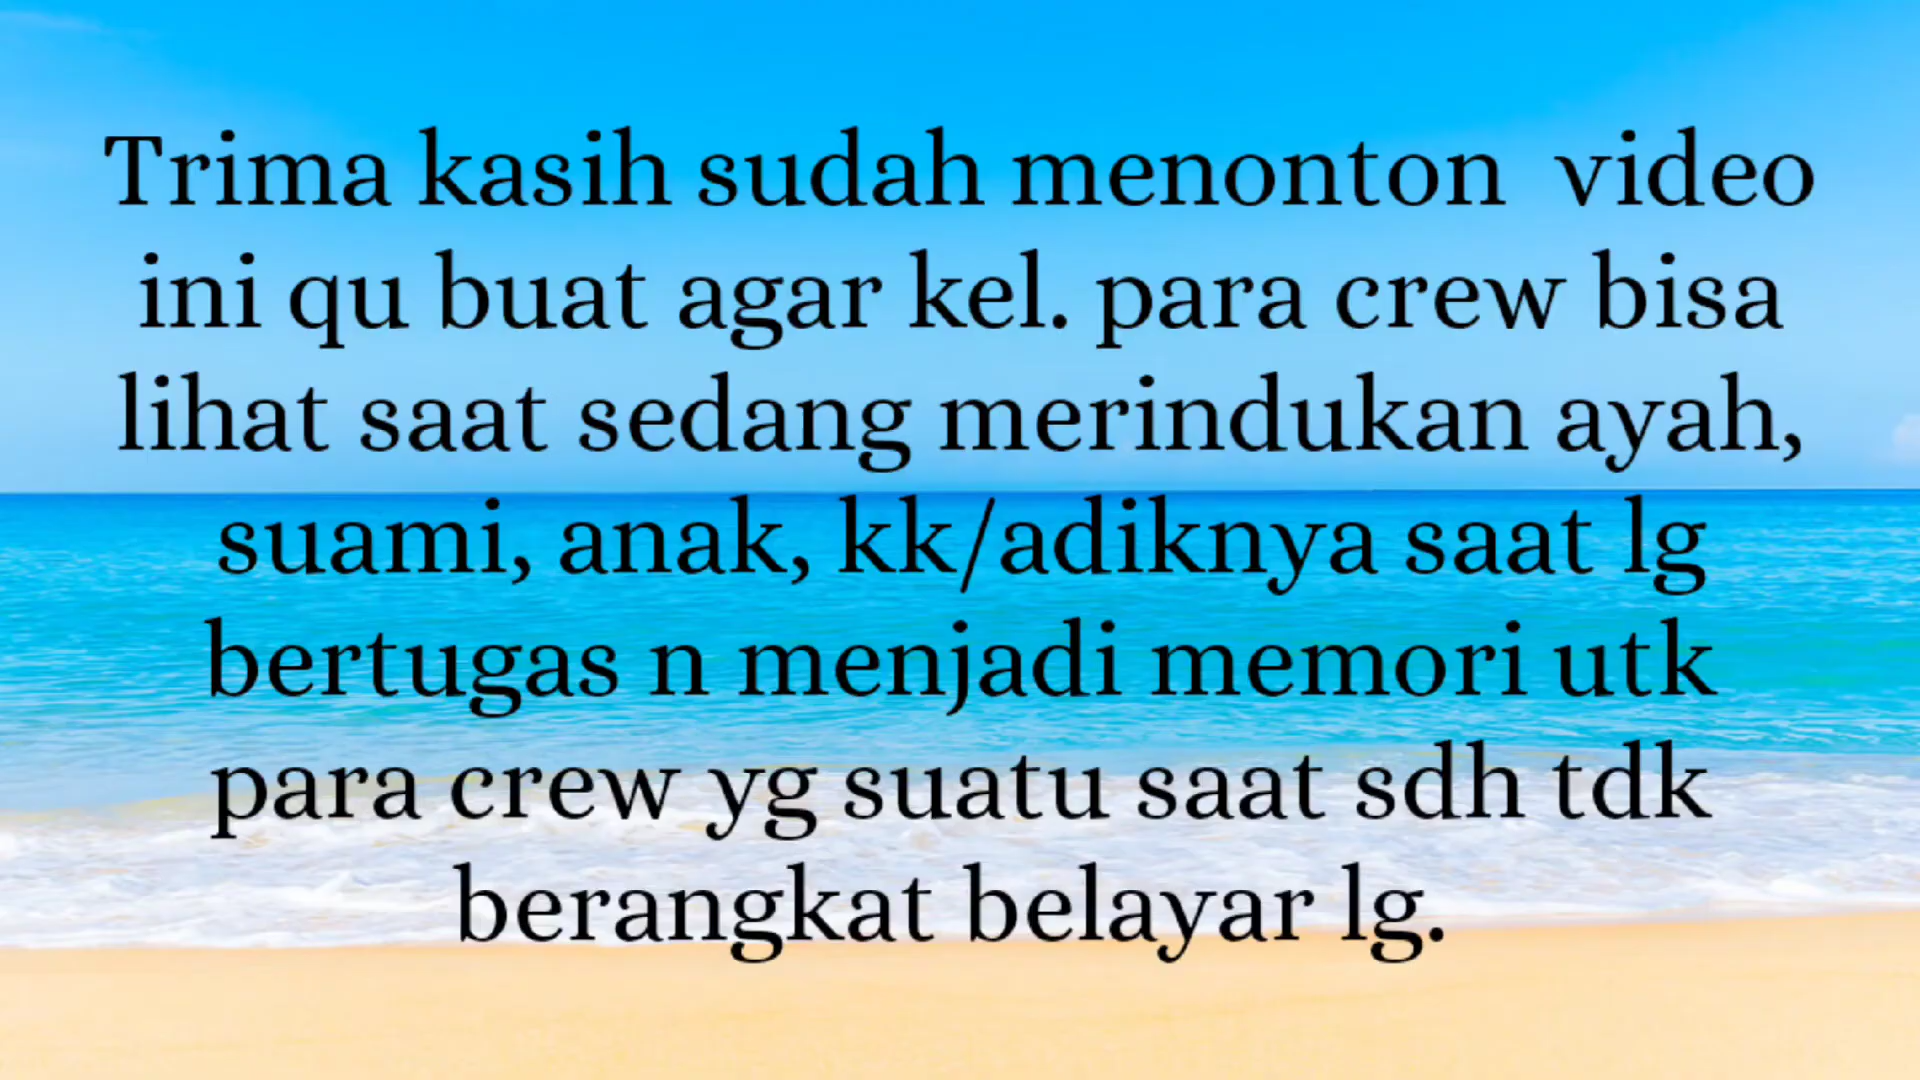 Trima kasih sudah menonton video
ini qu buat agar kel. para crew bisa
lihat saat sedang merindukan ayah,
suami, anak, kk/adiknya saat lg
bertugas n menjadi memori utk
para crew yg suatu saat sdh tdk
berangkat belayar lg.